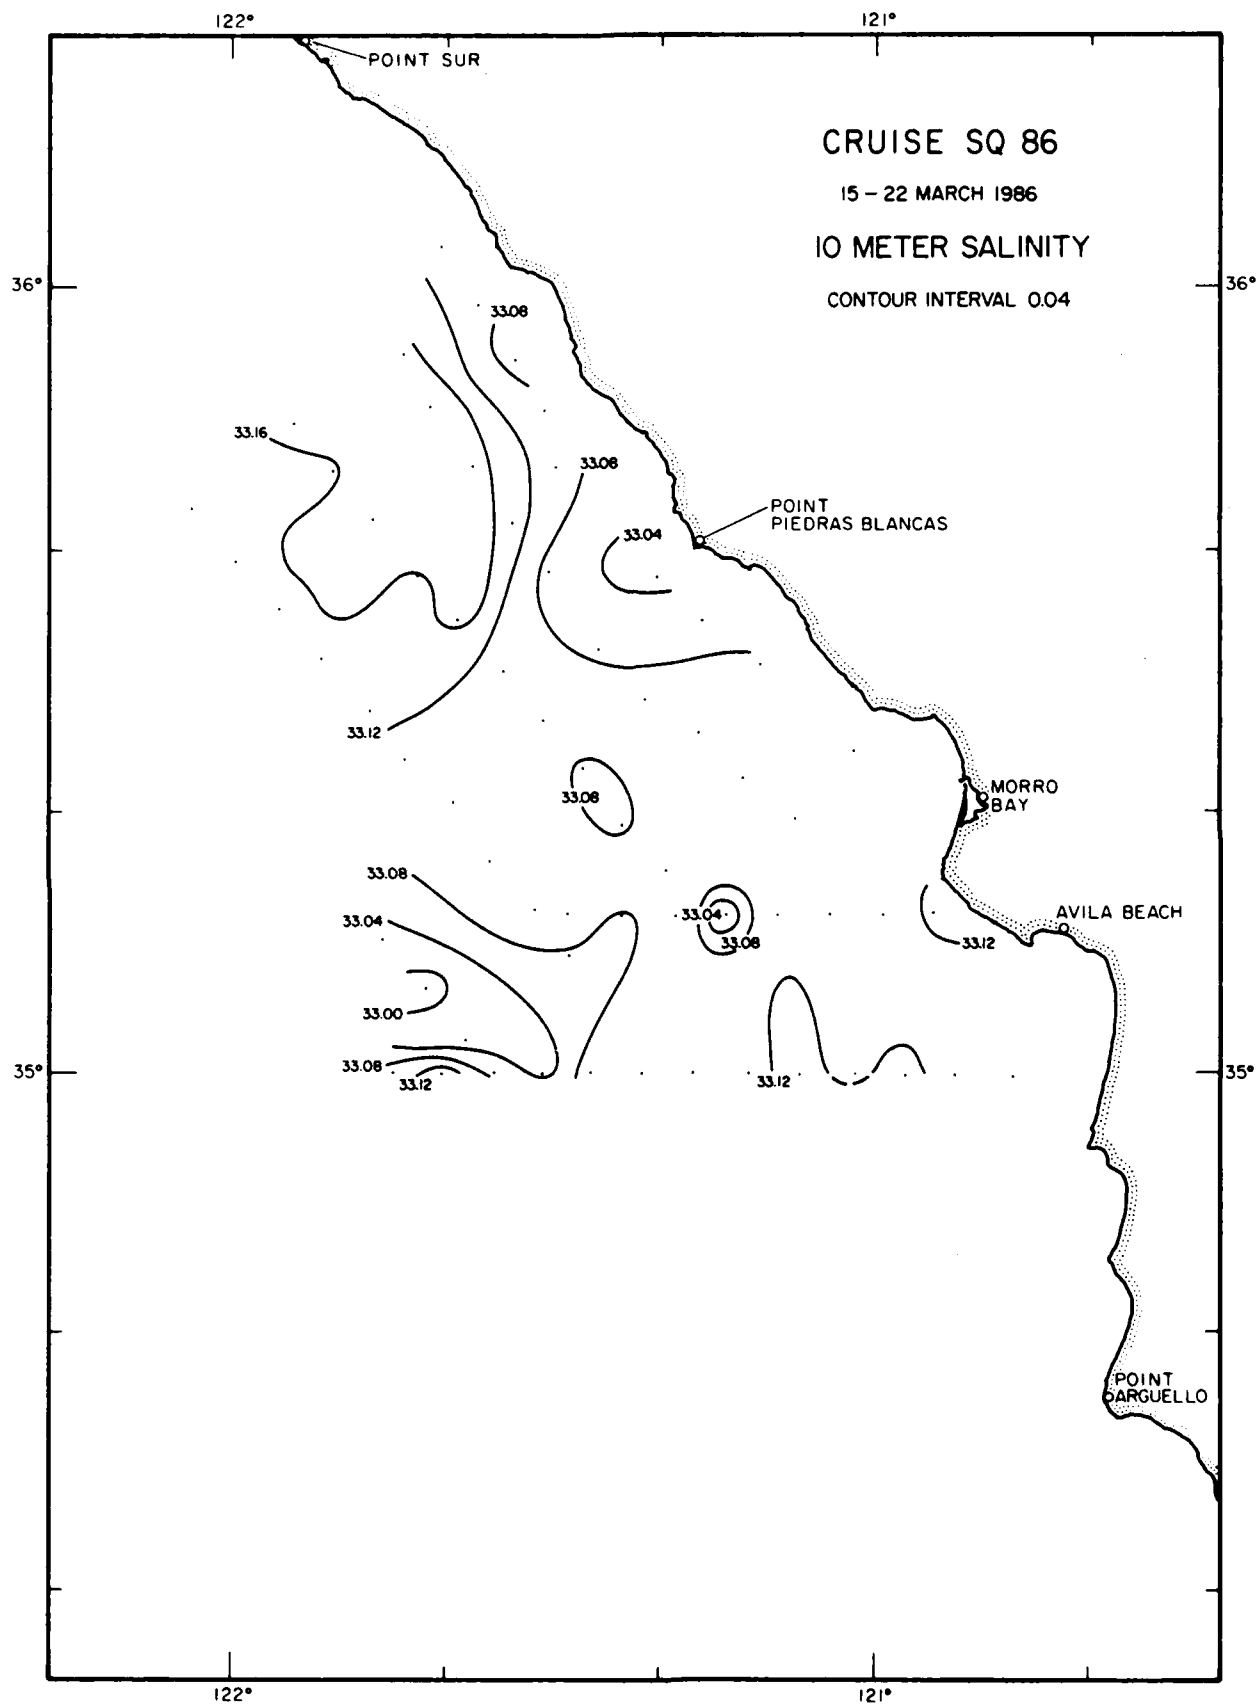 122°
121°
POINT SUR
CRUISE SQ 86
15 – 22 MARCH 1986
10 METER SALINITY
CONTOUR INTERVAL 0.04
36°
36°
33.08
33.16
33.08
POINT
PIEDRAS BLANCAS
33.04
33.12
33.08
MORRO
BAY
33.08
33.04
33.04
33.08
AVILA BEACH
33.12
33.00
33.08
33.12
33.12
35°
35°
POINT
ARGUELLO
122°
121°